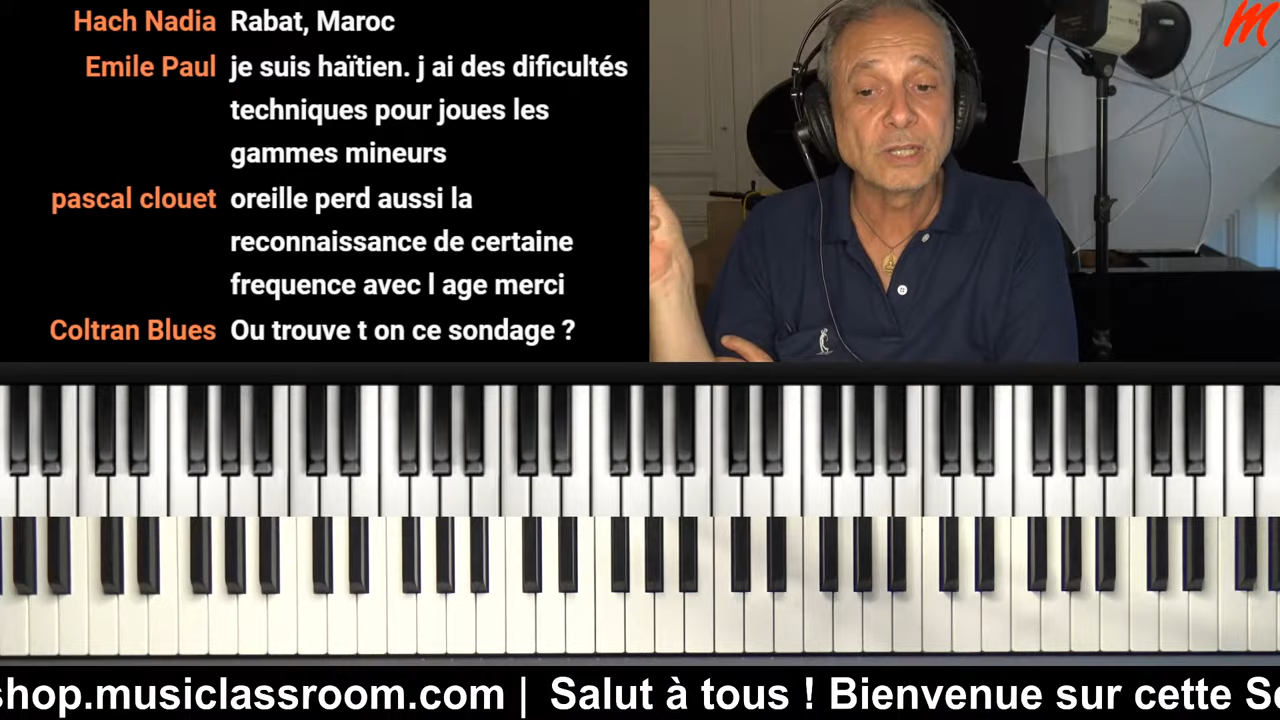 Hach Nadia Rabat, Maroc
Emile Paul je suis haïtien. j ai des dificultés
techniques pour joues les
gammes mineurs
pascal clouet oreille perd aussi la
reconnaissance de certaine
frequence avec l age merci
Coltran Blues Ou trouve t on ce sondage ?
shop.musiclassroom.com | Salut à tous ! Bienvenue sur cette